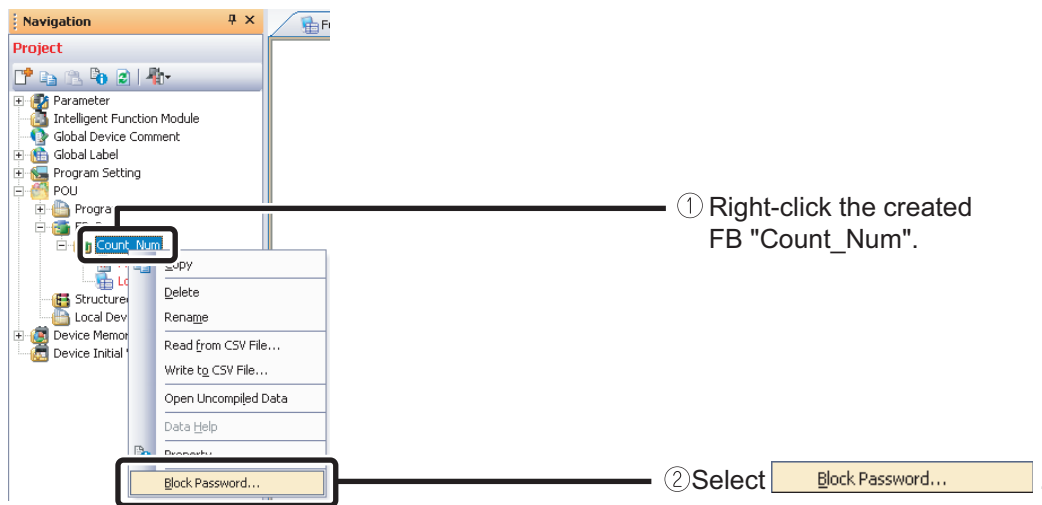 Navigation
Project
Parameter
Intelligent Function Module
Global Device Comment
Global Label
Program Setting
POU
Count_Num
Copy
Delete
Structure
Rename
Local Dev
Device Memor
Read from CSV File...
Device Initial
Write to CSV File...
Open Uncompiled Data
Data Help
Property
Block Password...
① Right-click the created
FB "Count_Num".
②Select Block Password...